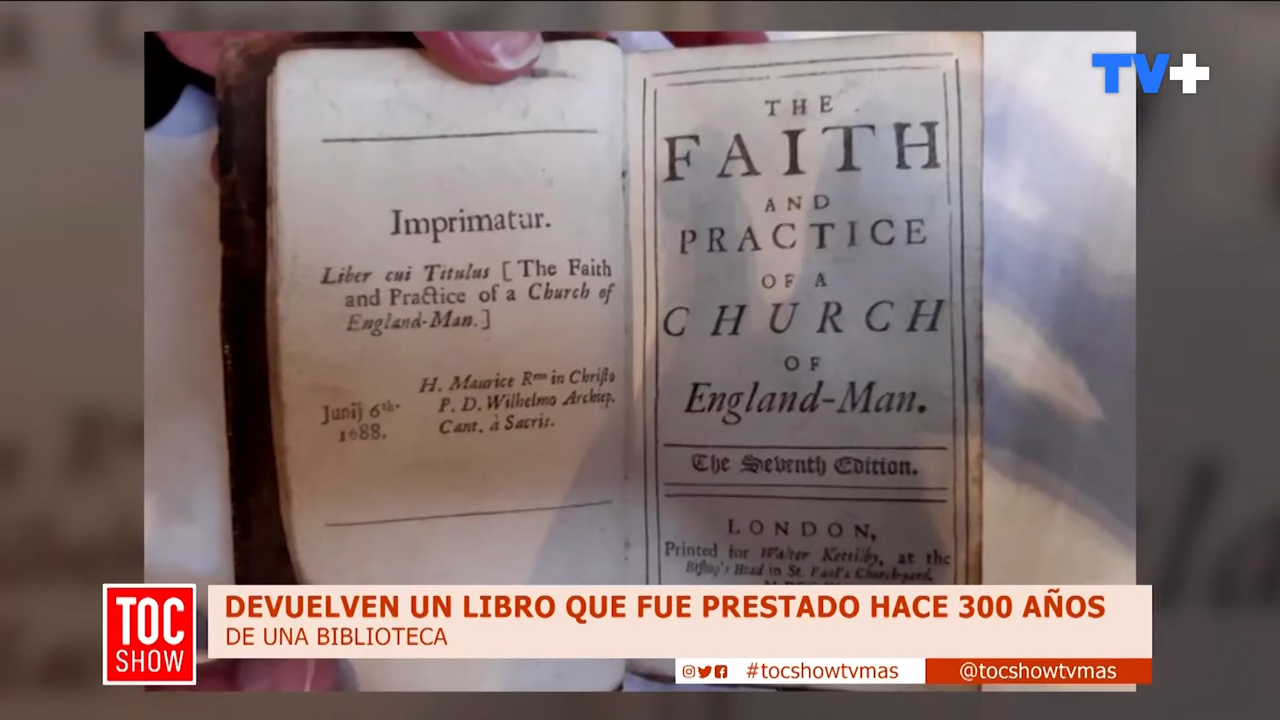 TV+
Imprimatur.
Liber cui Titulus [The Faith
and Practice of a Church of
England-Man.]
H. Maurice Rmo in Christo
Junij 6th. P. D. Wilhelmo Archiep.
1688. Cant. à Sacris.
THE
FAITH
AND
PRACTICE
OF A
CHURCH
OF
England-Man.
The Seventh Edition.
LONDON,
Printed for Walter Kettilby, at the
Bishop's Head in St. Paul's Church-yard.
TOC
SHOW
DEVUELVEN UN LIBRO QUE FUE PRESTADO HACE 300 AÑOS
DE UNA BIBLIOTECA
#tocshowtvmas
@tocshowtvmas